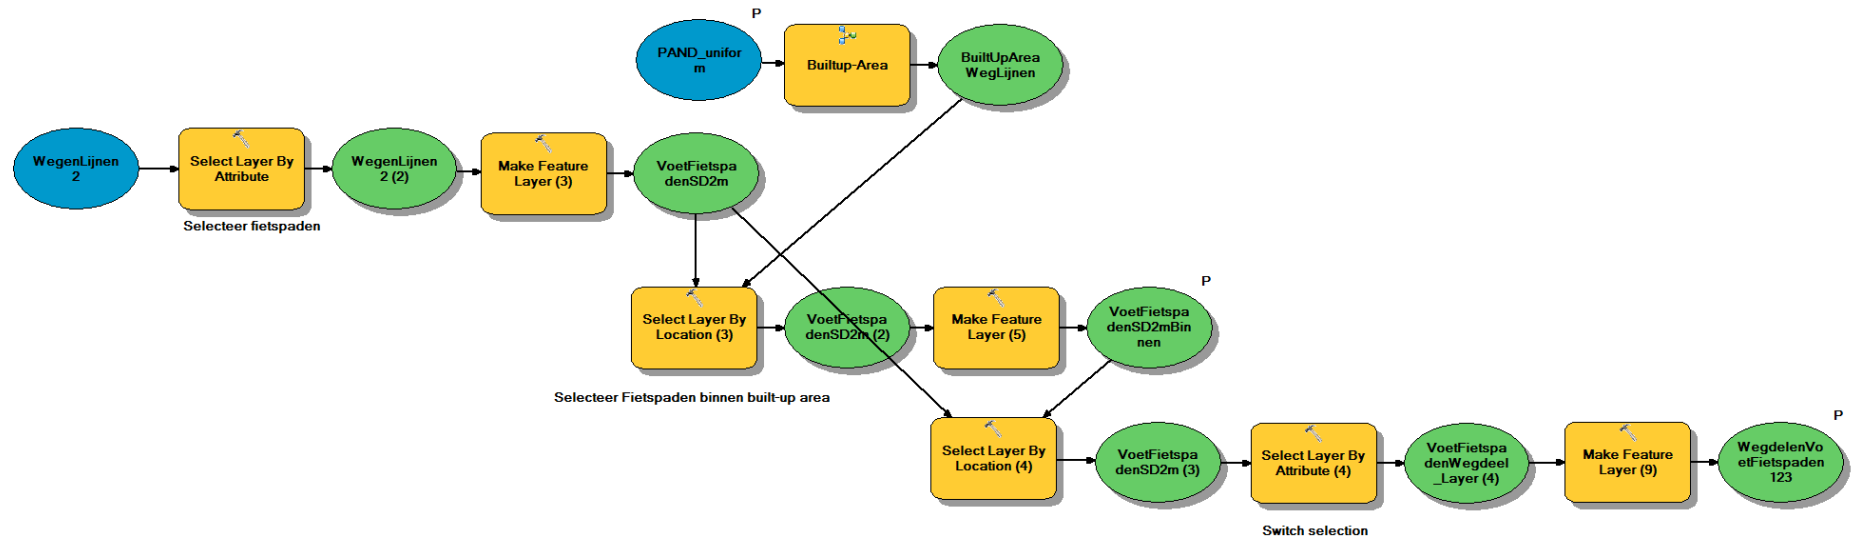 P
PAND_unifor
m
Builtup-Area
BuiltUpArea
WegLijnen
WegenLijnen
2
Select Layer By
Attribute
WegenLijnen
2 (2)
Make Feature
Layer (3)
VoetFietspa
denSD2m
Selecteer fietspaden
P
Select Layer By
Location (3)
VoetFietspa
denSD2m (2)
Make Feature
Layer (5)
VoetFietspa
denSD2mBin
nen
Selecteer Fietspaden binnen built-up area
P
Select Layer By
Location (4)
VoetFietspa
denSD2m (3)
Select Layer By
Attribute (4)
VoetFietspa
denWegdeel
_Layer (4)
Make Feature
Layer (9)
WegdelenVo
etFietspaden
123
Switch selection